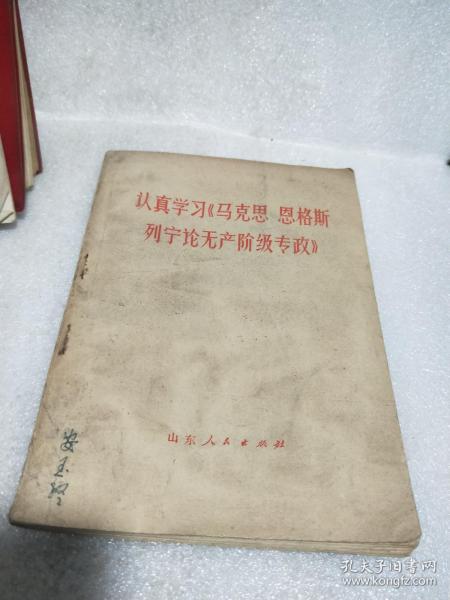 认真学习《马克思 恩格斯
列宁论无产阶级专政》
山东人民出版社
孔夫子旧书网
www.kongfz.com